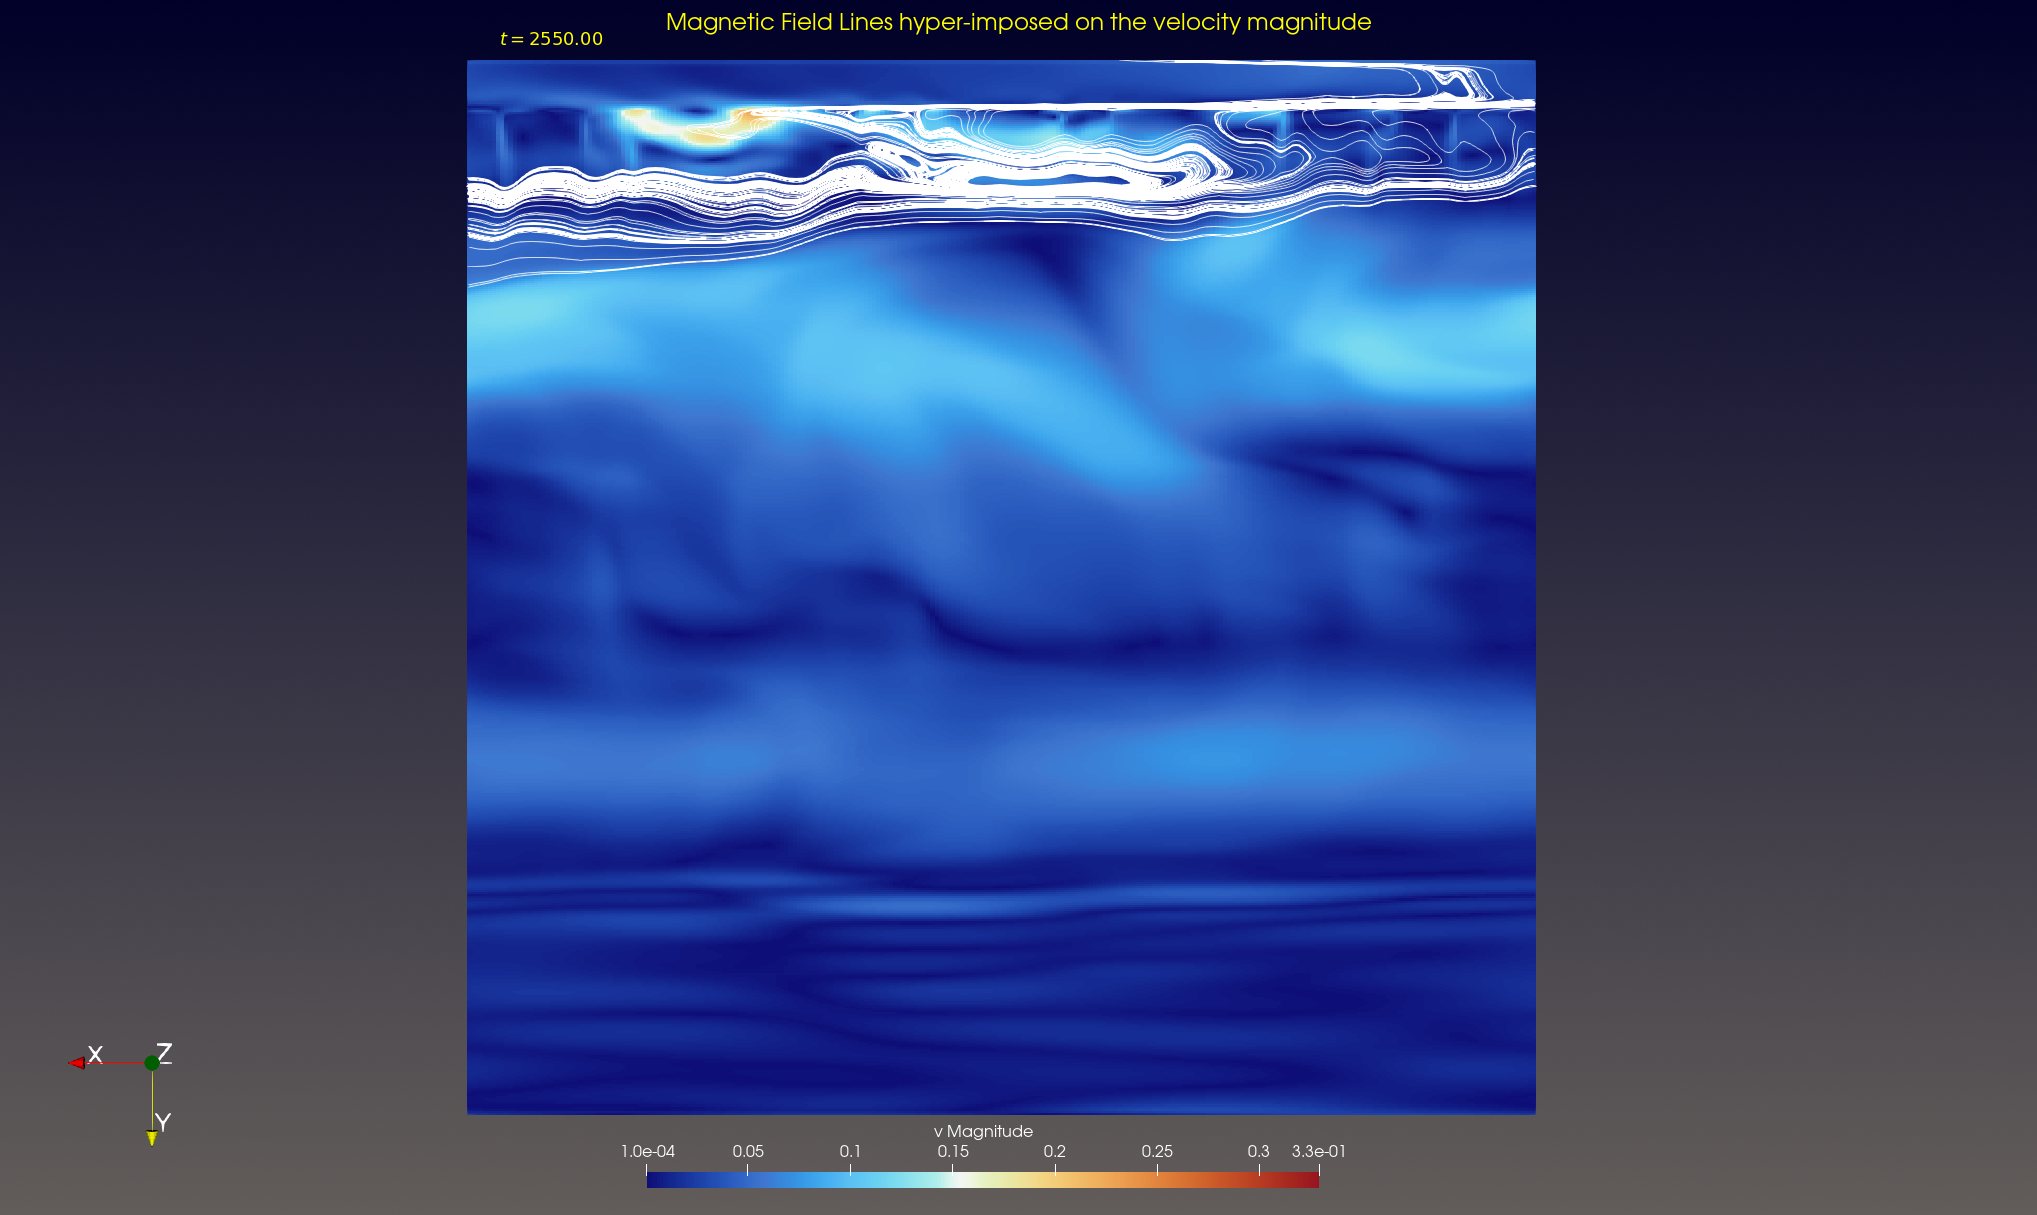 Magnetic Field Lines hyper-imposed on the velocity magnitude
t = 2550.00
X
Z
Y
v Magnitude
1.0e-04 0.05 0.1 0.15 0.2 0.25 0.3 3.3e-01